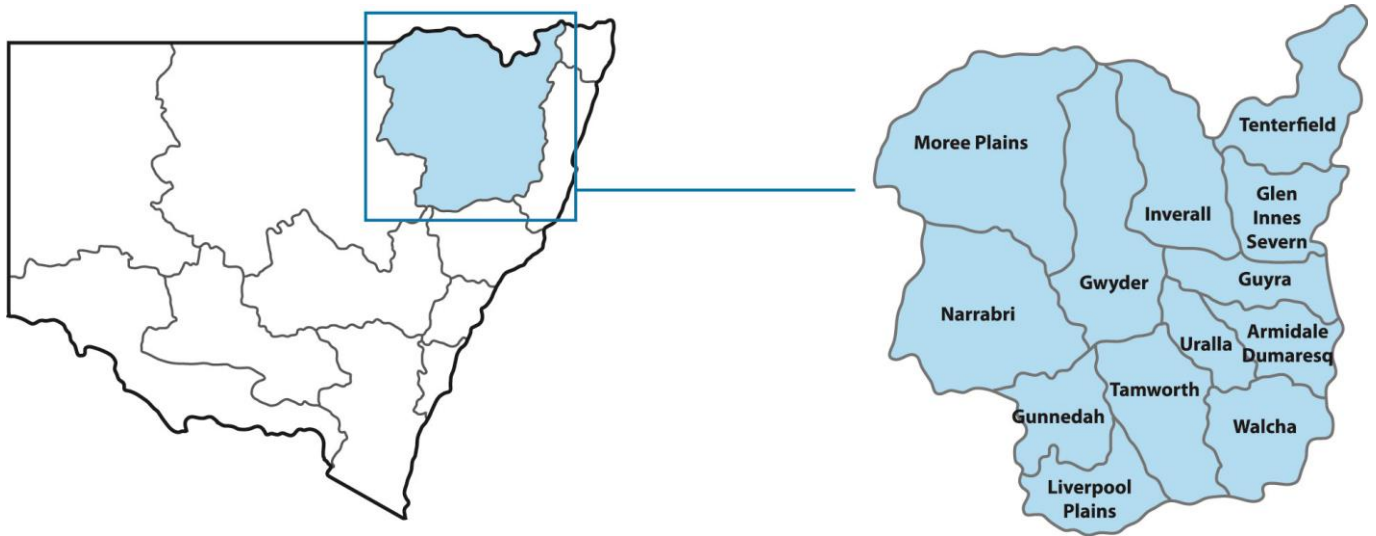 Tenterfield
Moree Plains
Glen
Innes
Severn
Inverall
Guyra
Gwyder
Narrabri
Armidale
Dumaresq
Uralla
Tamworth
Gunnedah
Walcha
Liverpool
Plains